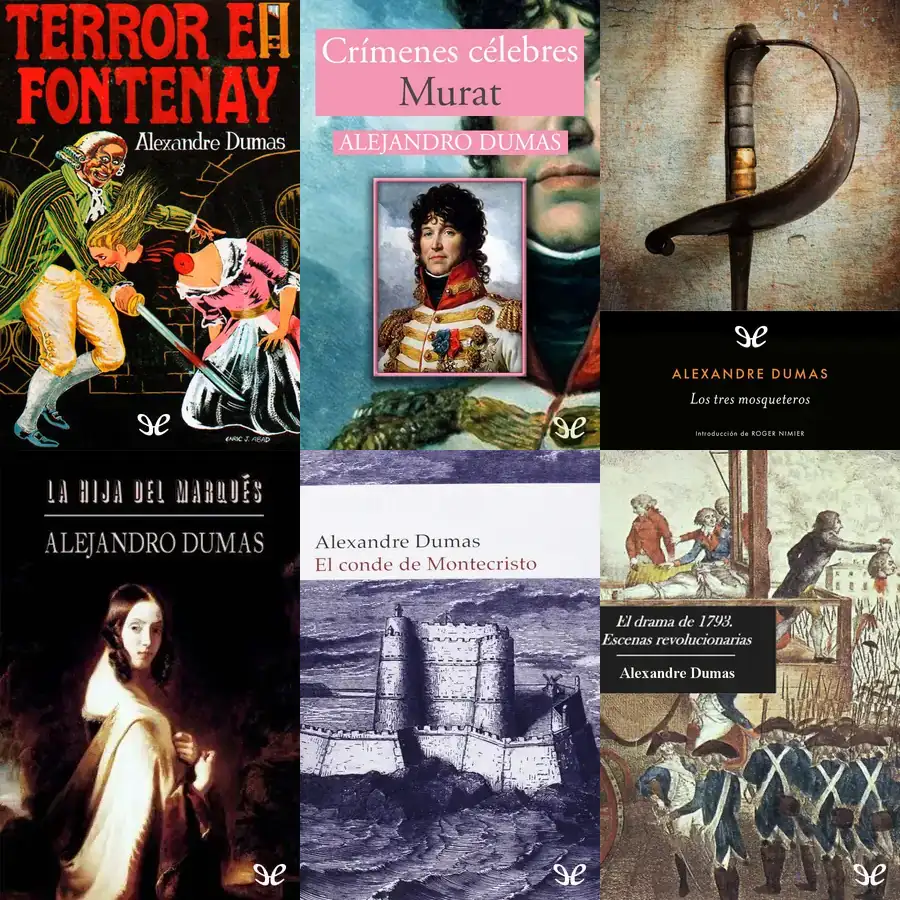 TERROR EN
FONTENAY
Alexandre Dumas
ENRIC J. ABAD
Crímenes célebres
Murat
ALEJANDRO DUMAS
ALEXANDRE DUMAS
Los tres mosqueteros
Introducción de ROGER NIMIER
LA HIJA DEL MARQUÉS
ALEJANDRO DUMAS
Alexandre Dumas
El conde de Montecristo
El drama de 1793.
Escenas revolucionarias
Alexandre Dumas